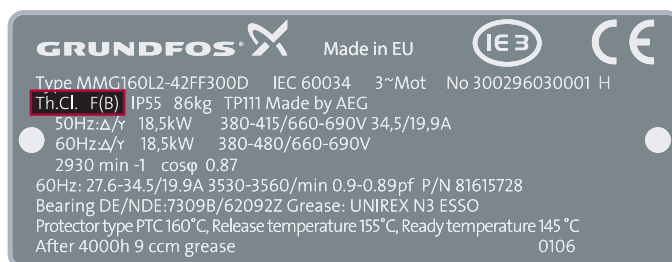 GRUNDFOS Made in EU IE3 CE
Type MMG160L2-42FF300D IEC 60034 3~Mot No 300296030001 H
Th.Cl. F(B) IP55 86kg TP111 Made by AEG
50Hz:Δ/Y 18,5kW 380-415/660-690V 34,5/19,9A
60Hz:Δ/Y 18,5kW 380-480/660-690V
2930 min -1 cosφ 0.87
60Hz: 27.6-34.5/19.9A 3530-3560/min 0.9-0.89pf P/N 81615728
Bearing DE/NDE:7309B/62092Z Grease: UNIREX N3 ESSO
Protector type PTC 160˚C, Release temperature 155˚C, Ready temperature 145 ˚C
After 4000h 9 ccm grease 0106